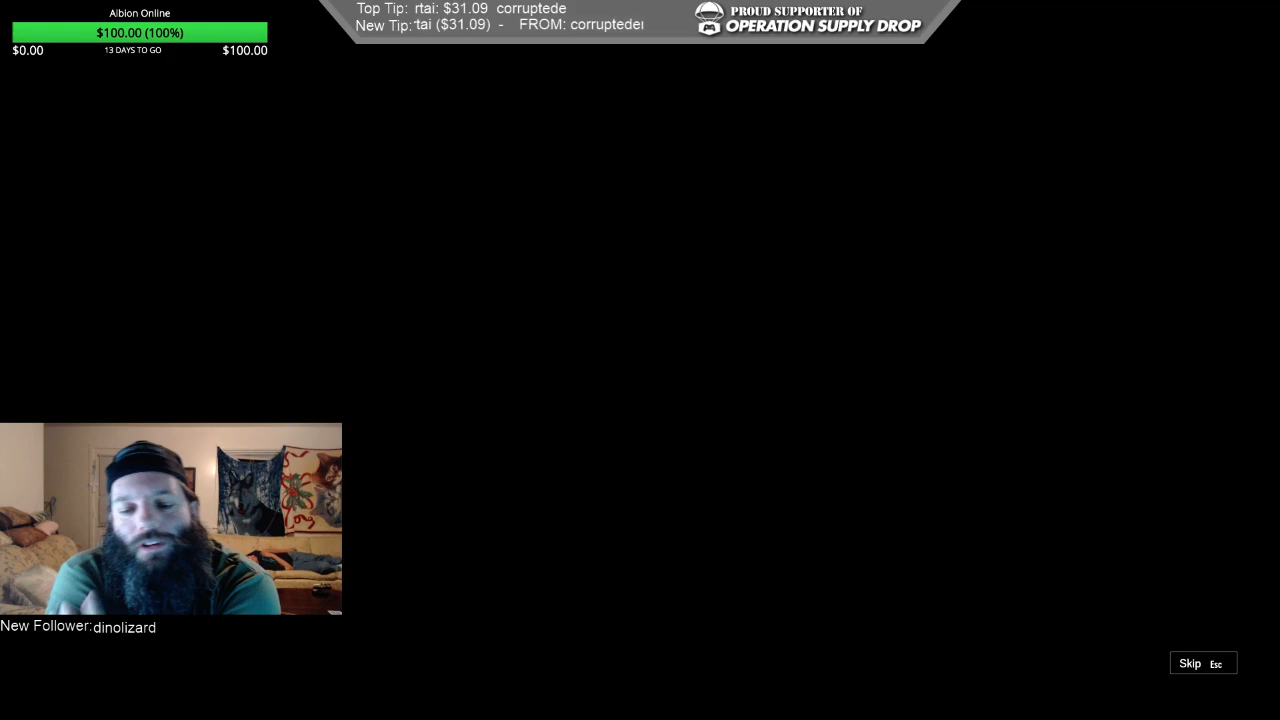 Albion Online
$100.00 (100%)
$0.00 13 DAYS TO GO $100.00
Top Tip: rtai: $31.09 corruptede
New Tip: tai ($31.09) - FROM: corruptede
PROUD SUPPORTER OF
OPERATION SUPPLY DROP
New Follower: dinolizard
Skip Esc